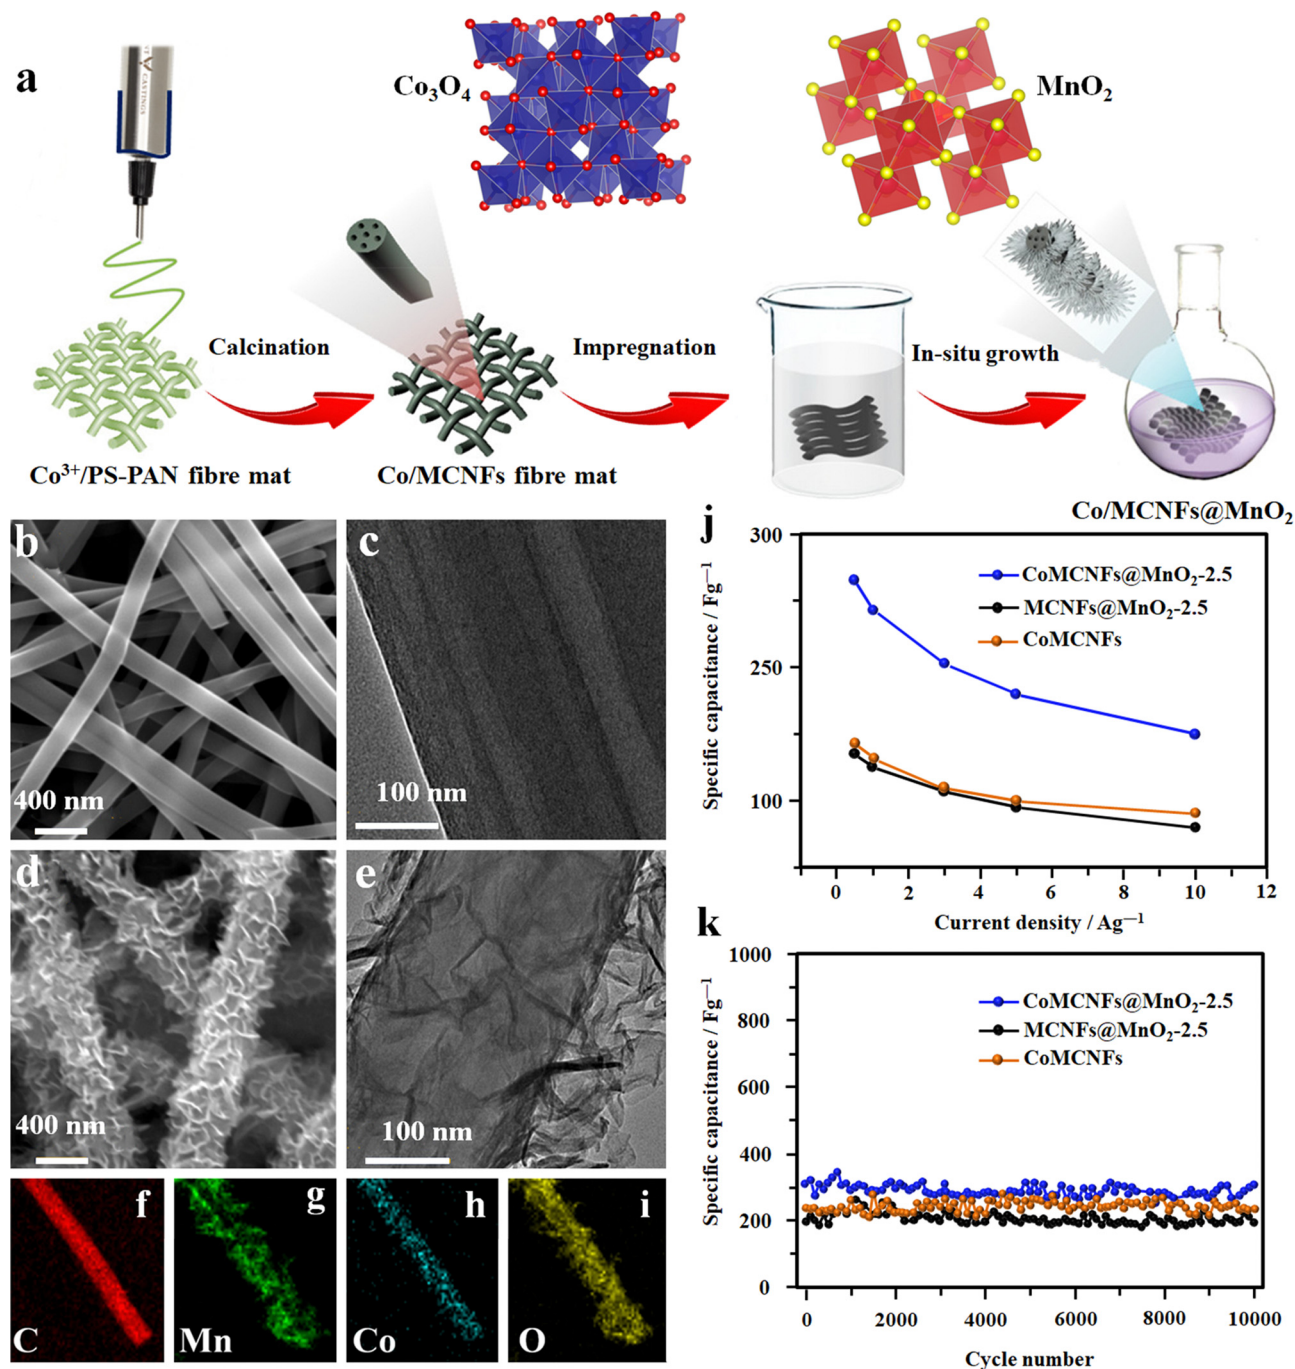 a
CASTINGS
Co₃O₄
MnO₂
Calcination
Impregnation
In-situ growth
Co³⁺/PS-PAN fibre mat
Co/MCNFs fibre mat
Co/MCNFs@MnO₂
b
400 nm
c
100 nm
d
400 nm
e
100 nm
f
C
g
Mn
h
Co
i
O
j
300
250
100
Specific capacitance / Fg⁻¹
CoMCNFs@MnO₂-2.5
MCNFs@MnO₂-2.5
CoMCNFs
0 2 4 6 8 10 12
Current density / Ag⁻¹
k
1000
800
600
400
200
0
Specific capacitance / Fg⁻¹
CoMCNFs@MnO₂-2.5
MCNFs@MnO₂-2.5
CoMCNFs
0 2000 4000 6000 8000 10000
Cycle number